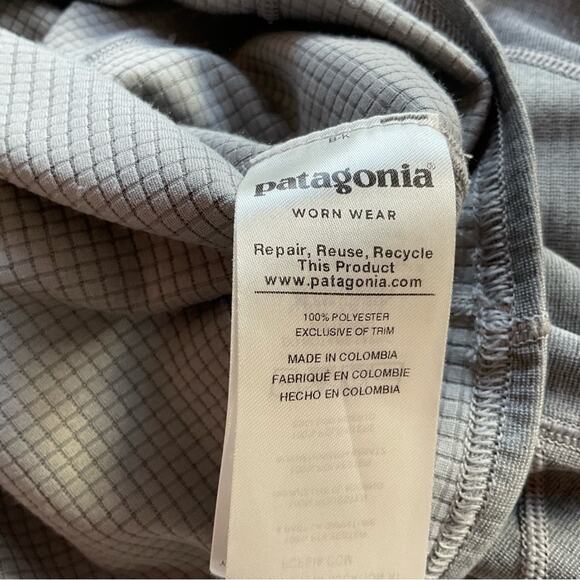 patagonia®
WORN WEAR
Repair, Reuse, Recycle
This Product
www.patagonia.com
100% POLYESTER
EXCLUSIVE OF TRIM
MADE IN COLOMBIA
FABRIQUÉ EN COLOMBIE
HECHO EN COLOMBIA